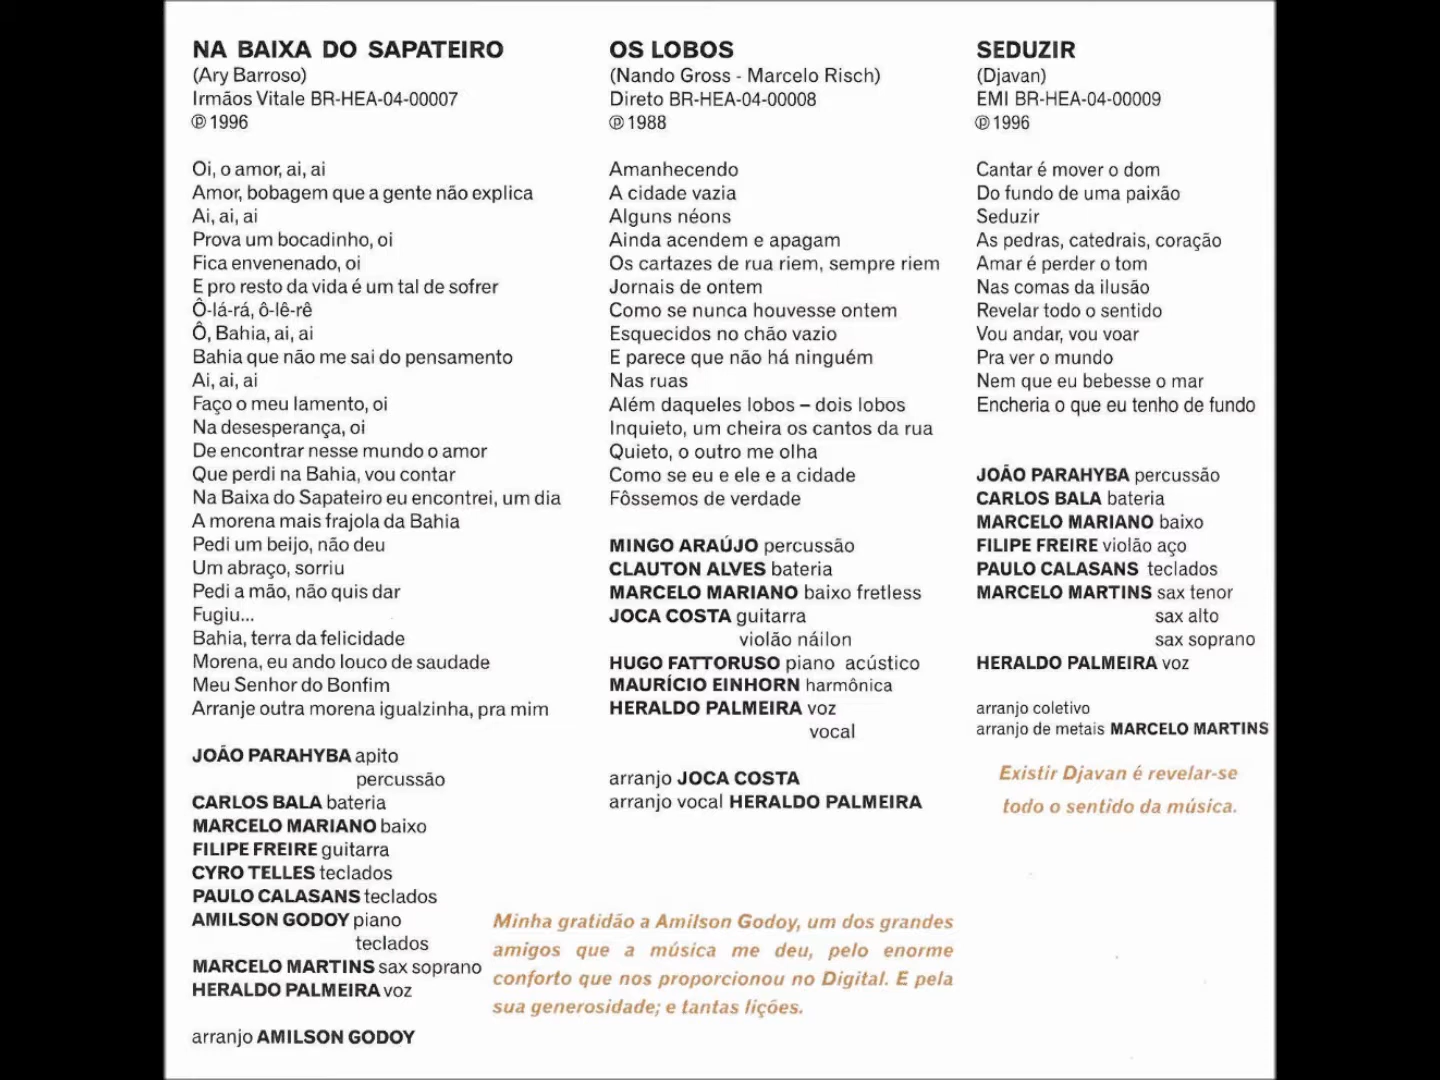 NA BAIXA DO SAPATEIRO
(Ary Barroso)
Irmãos Vitale BR-HEA-04-00007
℗ 1996
Oi, o amor, ai, ai
Amor, bobagem que a gente não explica
Ai, ai, ai
Prova um bocadinho, oi
Fica envenenado, oi
E pro resto da vida é um tal de sofrer
Ô-lá-rá, ô-lê-rê
Ô, Bahia, ai, ai
Bahia que não me sai do pensamento
Ai, ai, ai
Faço o meu lamento, oi
Na desesperança, oi
De encontrar nesse mundo o amor
Que perdi na Bahia, vou contar
Na Baixa do Sapateiro eu encontrei, um dia
A morena mais frajola da Bahia
Pedi um beijo, não deu
Um abraço, sorriu
Pedi a mão, não quis dar
Fugiu...
Bahia, terra da felicidade
Morena, eu ando louco de saudade
Meu Senhor do Bonfim
Arranje outra morena igualzinha, pra mim
JOÃO PARAHYBA apito
percussão
CARLOS BALA bateria
MARCELO MARIANO baixo
FILIPE FREIRE guitarra
CYRO TELLES teclados
PAULO CALASANS teclados
AMILSON GODOY piano
teclados
MARCELO MARTINS sax soprano
HERALDO PALMEIRA voz
arranjo AMILSON GODOY
OS LOBOS
(Nando Gross - Marcelo Risch)
Direto BR-HEA-04-00008
℗ 1988
Amanhecendo
A cidade vazia
Alguns néons
Ainda acendem e apagam
Os cartazes de rua riem, sempre riem
Jornais de ontem
Como se nunca houvesse ontem
Esquecidos no chão vazio
E parece que não há ninguém
Nas ruas
Além daqueles lobos – dois lobos
Inquieto, um cheira os cantos da rua
Quieto, o outro me olha
Como se eu e ele e a cidade
Fôssemos de verdade
MINGO ARAÚJO percussão
CLAUTON ALVES bateria
MARCELO MARIANO baixo fretless
JOCA COSTA guitarra
violão náilon
HUGO FATTORUSO piano acústico
MAURÍCIO EINHORN harmônica
HERALDO PALMEIRA voz
vocal
arranjo JOCA COSTA
arranjo vocal HERALDO PALMEIRA
Minha gratidão a Amilson Godoy, um dos grandes
amigos que a música me deu, pelo enorme
conforto que nos proporcionou no Digital. E pela
sua generosidade; e tantas lições.
SEDUZIR
(Djavan)
EMI BR-HEA-04-00009
℗ 1996
Cantar é mover o dom
Do fundo de uma paixão
Seduzir
As pedras, catedrais, coração
Amar é perder o tom
Nas comas da ilusão
Revelar todo o sentido
Vou andar, vou voar
Pra ver o mundo
Nem que eu bebesse o mar
Encheria o que eu tenho de fundo
JOÃO PARAHYBA percussão
CARLOS BALA bateria
MARCELO MARIANO baixo
FILIPE FREIRE violão aço
PAULO CALASANS teclados
MARCELO MARTINS sax tenor
sax alto
sax soprano
HERALDO PALMEIRA voz
arranjo coletivo
arranjo de metais MARCELO MARTINS
Existir Djavan é revelar-se
todo o sentido da música.